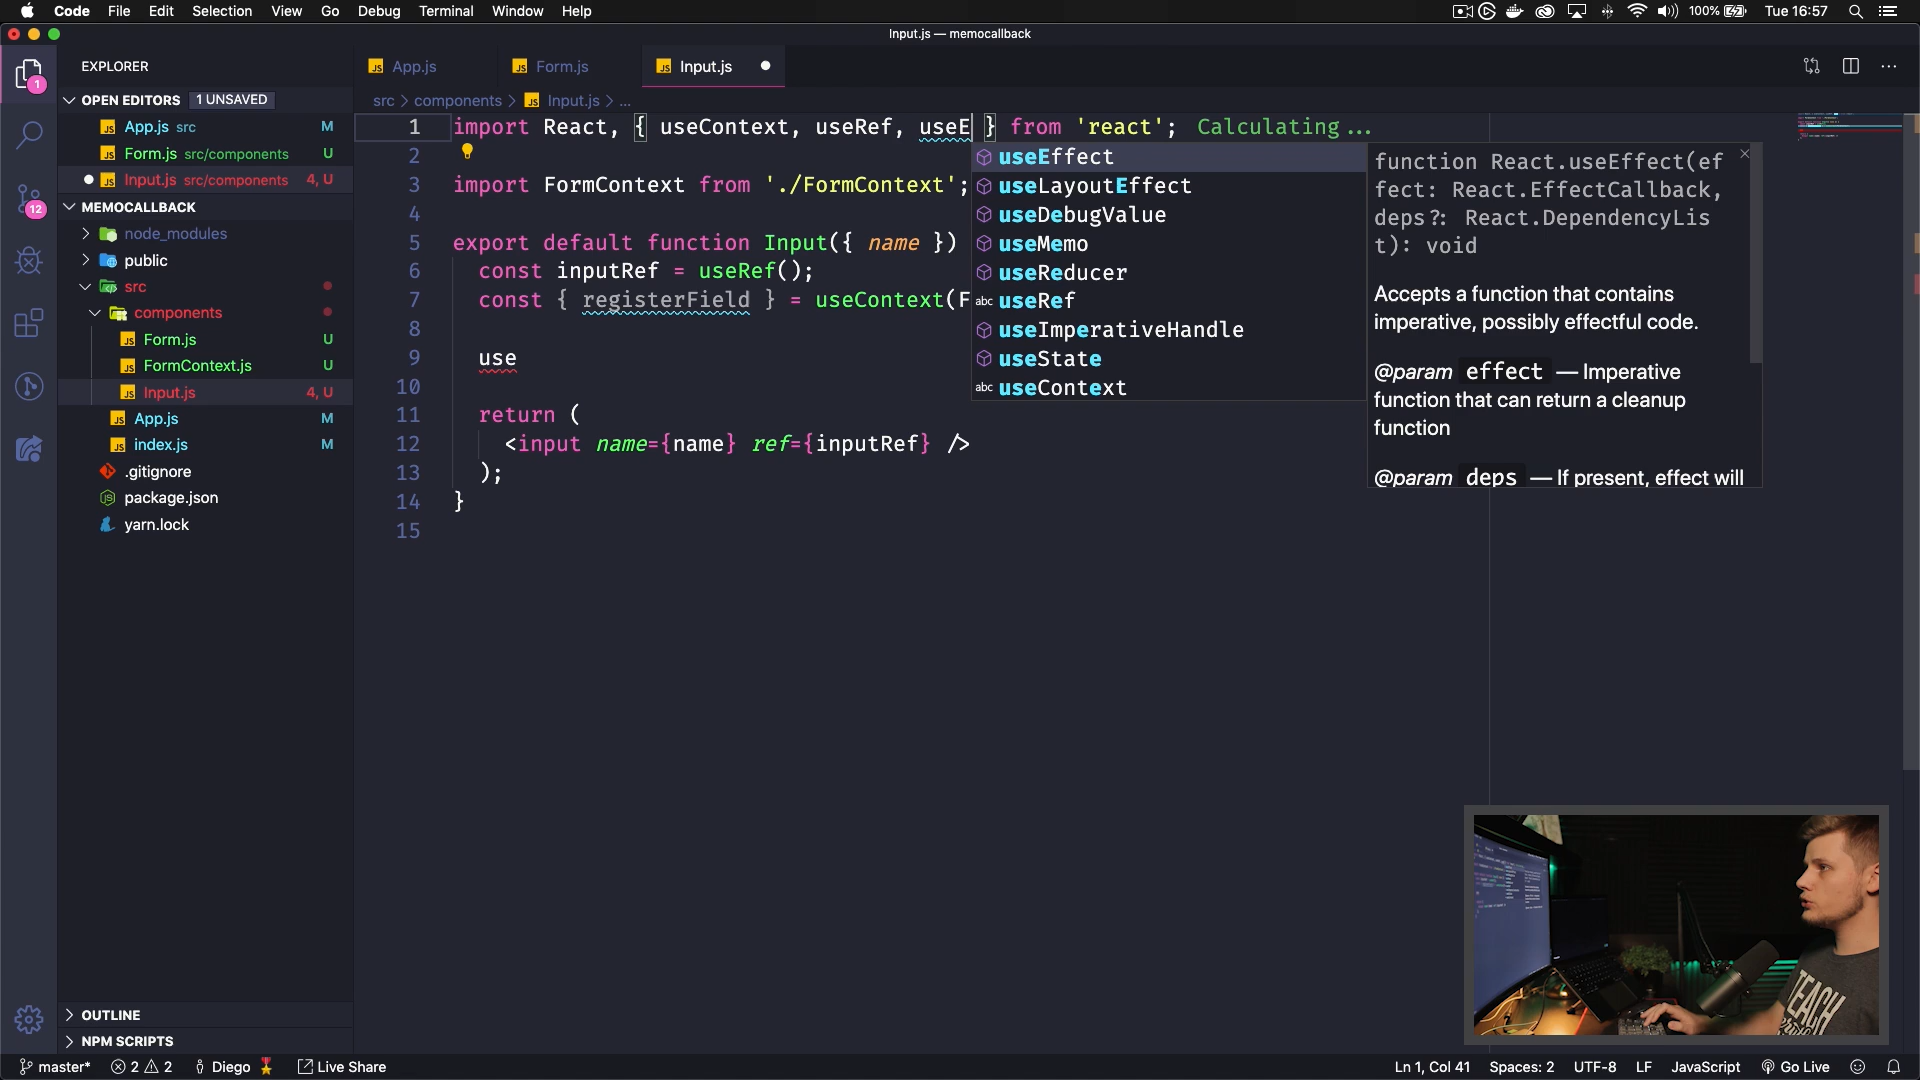 Code File Edit Selection View Go Debug Terminal Window Help
100% Tue 16:57
Input.js — memocallback
EXPLORER
OPEN EDITORS 1 UNSAVED
App.js src M
Form.js src/components U
Input.js src/components 4, U
MEMOCALLBACK
node_modules
public
src
components
Form.js U
FormContext.js U
Input.js 4, U
App.js M
index.js M
.gitignore
package.json
yarn.lock
OUTLINE
NPM SCRIPTS
1
12
App.js Form.js Input.js
src > components > Input.js > ...
1 import React, { useContext, useRef, useE } from 'react'; Calculating...
2
3 import FormContext from './FormContext';
4
5 export default function Input({ name })
6 const inputRef = useRef();
7 const { registerField } = useContext(F
8
9 use
10
11 return (
12 <input name={name} ref={inputRef} />
13 );
14 }
15
useEffect
useLayoutEffect
useDebugValue
useMemo
useReducer
abc useRef
useImperativeHandle
useState
abc useContext
function React.useEffect(ef
fect: React.EffectCallback,
deps?: React.DependencyLis
t): void
Accepts a function that contains
imperative, possibly effectful code.
@param effect — Imperative
function that can return a cleanup
function
@param deps — If present, effect will
TEACH
master* 2 2 Diego Live Share
Ln 1, Col 41 Spaces: 2 UTF-8 LF JavaScript Go Live